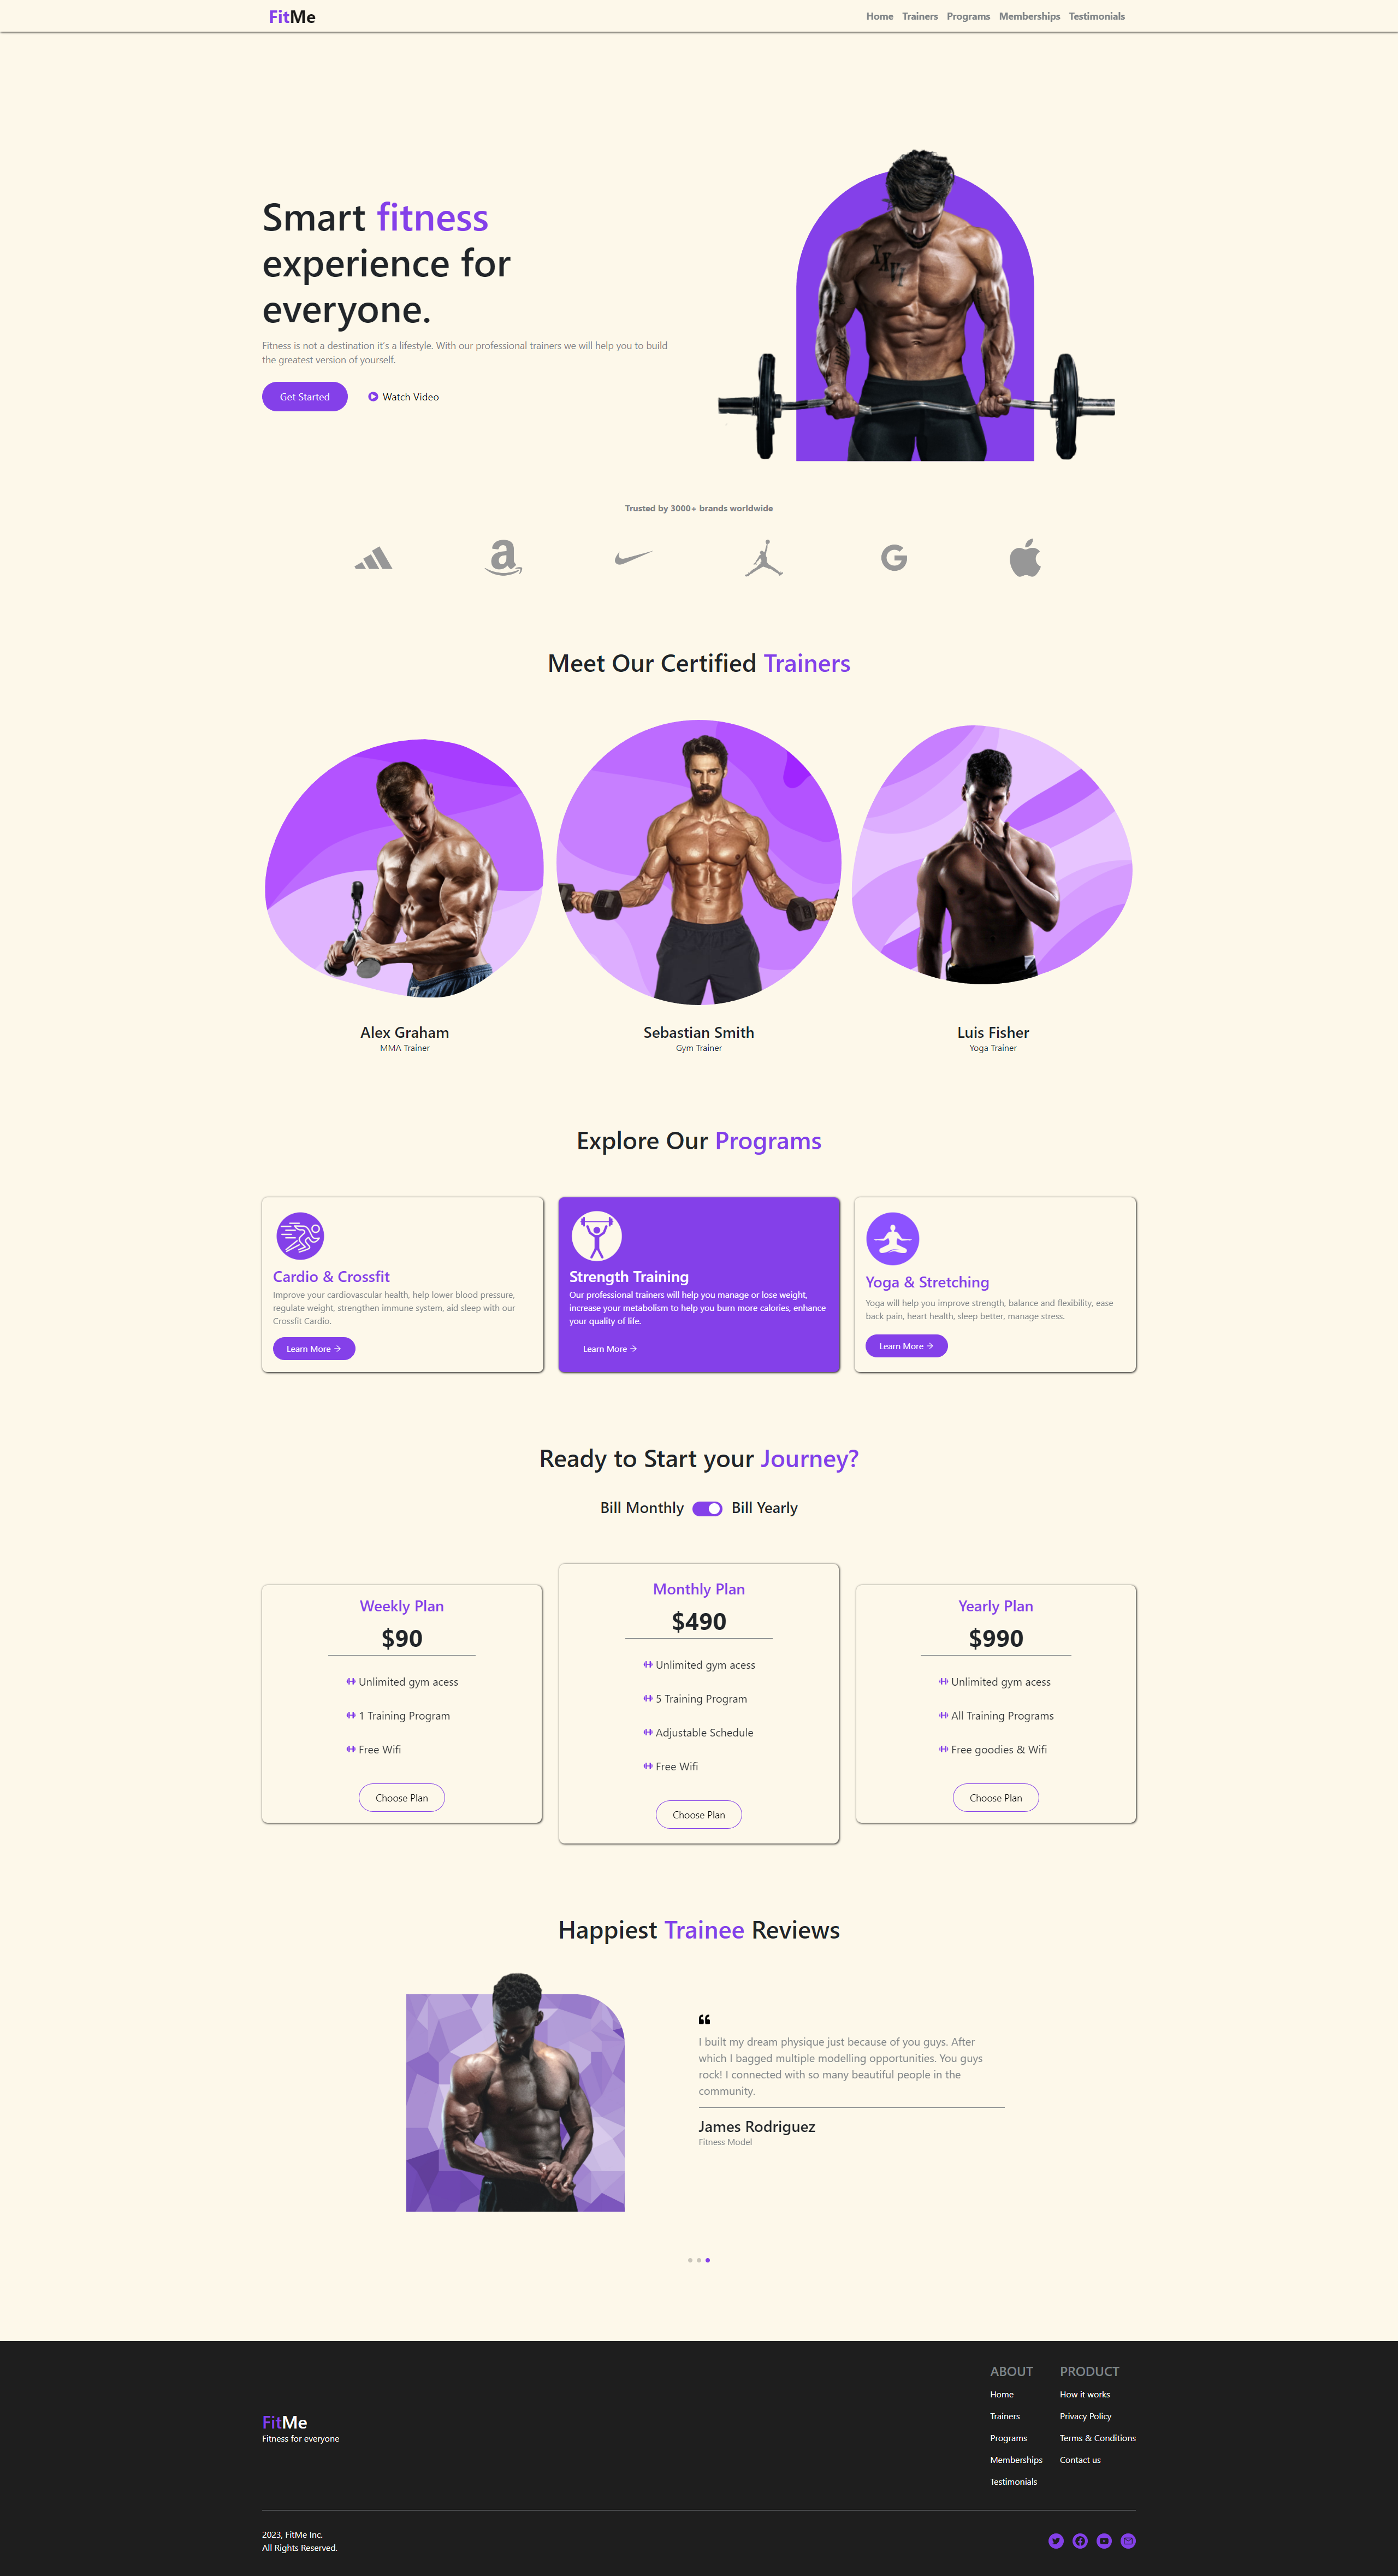 FitMe
Home Trainers Programs Memberships Testimonials
Smart fitness
experience for
everyone.
Fitness is not a destination it's a lifestyle. With our professional trainers we will help you to build
the greatest version of yourself.
Get Started
Watch Video
XXVI
Trusted by 3000+ brands worldwide
Meet Our Certified Trainers
Alex Graham
MMA Trainer
Sebastian Smith
Gym Trainer
Luis Fisher
Yoga Trainer
Explore Our Programs
Cardio & Crossfit
Improve your cardiovascular health, help lower blood pressure,
regulate weight, strengthen immune system, aid sleep with our
Crossfit Cardio.
Learn More
Strength Training
Our professional trainers will help you manage or lose weight,
increase your metabolism to help you burn more calories, enhance
your quality of life.
Learn More
Yoga & Stretching
Yoga will help you improve strength, balance and flexibility, ease
back pain, heart health, sleep better, manage stress.
Learn More
Ready to Start your Journey?
Bill Monthly
Bill Yearly
Weekly Plan
$90
Unlimited gym acess
1 Training Program
Free Wifi
Choose Plan
Monthly Plan
$490
Unlimited gym acess
5 Training Program
Adjustable Schedule
Free Wifi
Choose Plan
Yearly Plan
$990
Unlimited gym acess
All Training Programs
Free goodies & Wifi
Choose Plan
Happiest Trainee Reviews
I built my dream physique just because of you guys. After
which I bagged multiple modelling opportunities. You guys
rock! I connected with so many beautiful people in the
community.
James Rodriguez
Fitness Model
FitMe
Fitness for everyone
ABOUT
Home
Trainers
Programs
Memberships
Testimonials
PRODUCT
How it works
Privacy Policy
Terms & Conditions
Contact us
2023, FitMe Inc.
All Rights Reserved.